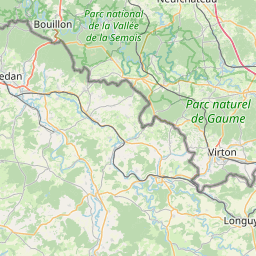 Neufchâteau
Bouillon
Parc national
de la Vallée
de la Semois
edan
Parc naturel
de Gaume
Virton
Longuy